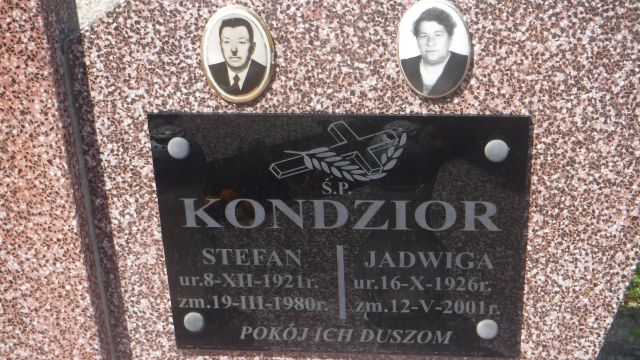 Ś.P.
KONDZIOR
STEFAN
ur.8-XII-1921r.
zm.19-III-1980r.
JADWIGA
ur.16-X-1926r.
zm.12-V-2001r.
POKÓJ ICH DUSZOM